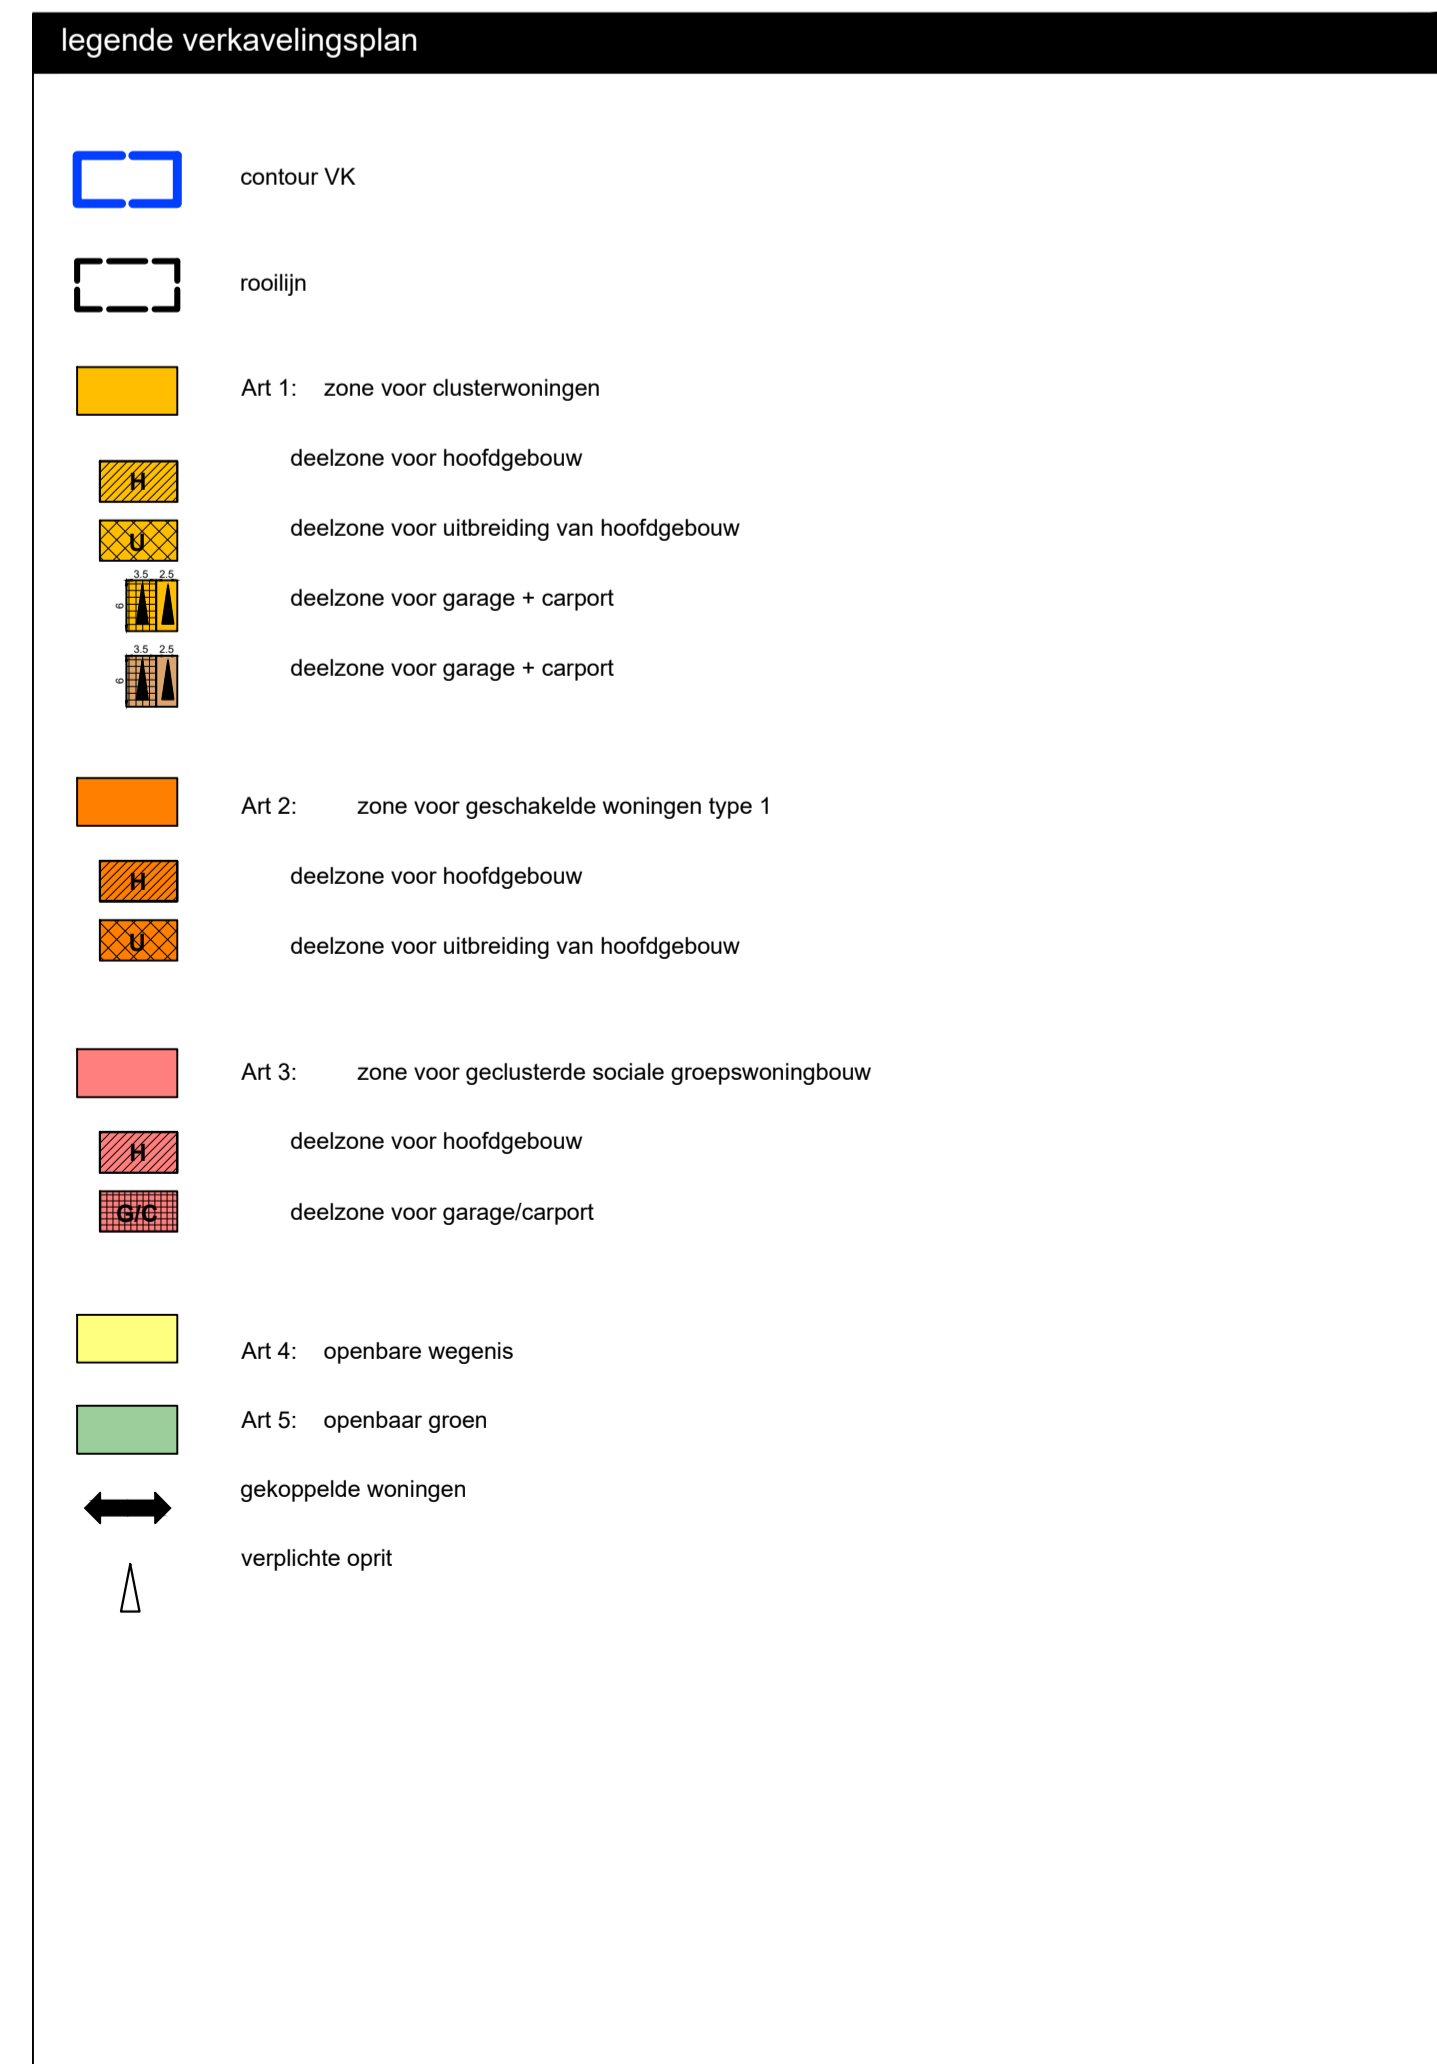 legende verkavelingsplan
contour VK
rooilijn
Art 1: zone voor clusterwoningen
H deelzone voor hoofdgebouw
U deelzone voor uitbreiding van hoofdgebouw
3.5 2.5
6 deelzone voor garage + carport
3.5 2.5
6 deelzone voor garage + carport
Art 2: zone voor geschakelde woningen type 1
H deelzone voor hoofdgebouw
U deelzone voor uitbreiding van hoofdgebouw
Art 3: zone voor geclusterde sociale groepswoningbouw
H deelzone voor hoofdgebouw
G/C deelzone voor garage/carport
Art 4: openbare wegenis
Art 5: openbaar groen
gekoppelde woningen
verplichte oprit